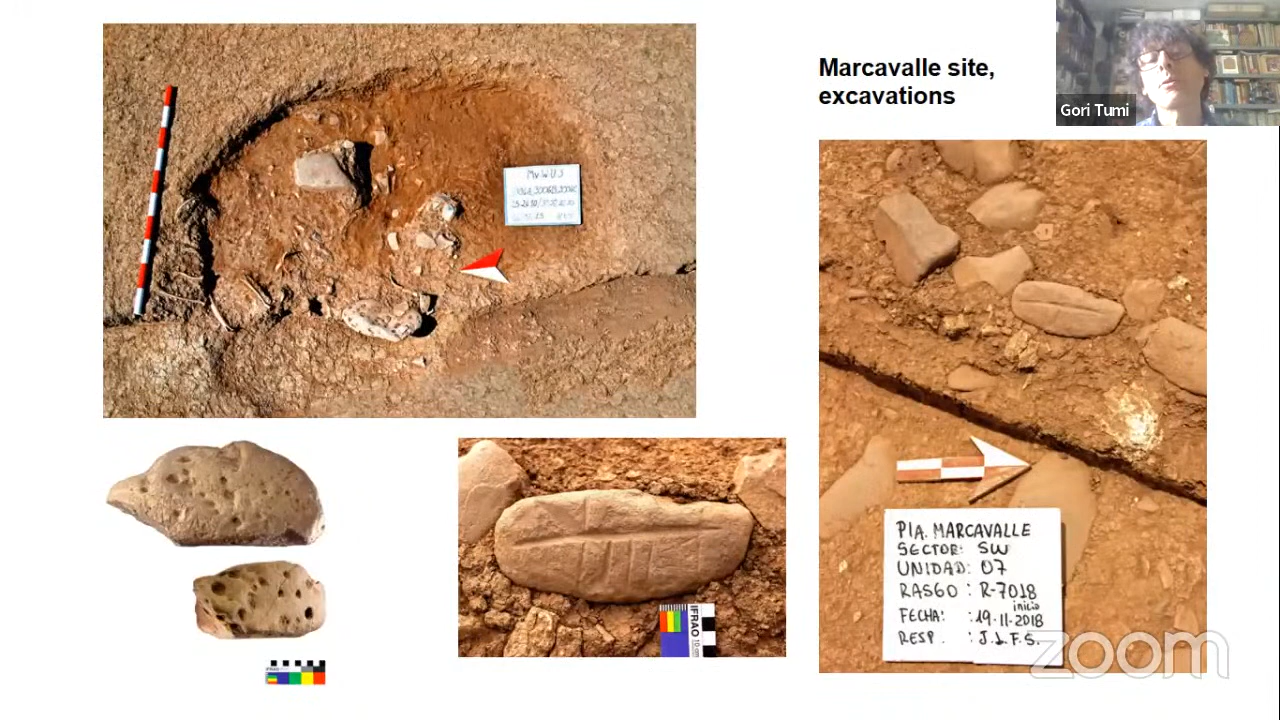 Marcavalle site,
excavations
Gori Tumi
PIA. MARCAVALLE
SECTOR: SW
UNIDAD: 07
RASGO: R-7018
inicio
FECHA: 19-11-2018
RESP. : J.L.F.S.
IFRAO
zoom